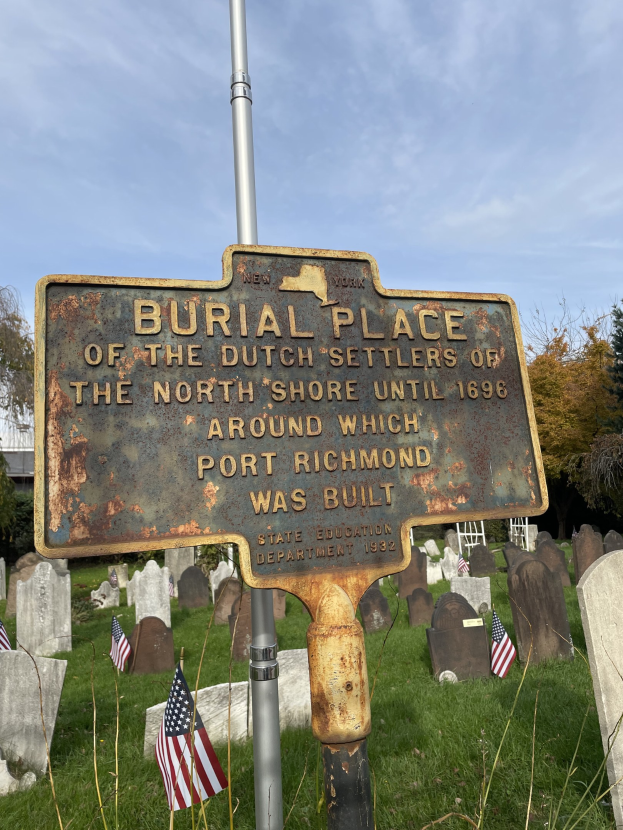 NEW YORK
BURIAL PLACE
OF THE DUTCH SETTLERS OF
THE NORTH SHORE UNTIL 1696
AROUND WHICH
PORT RICHMOND
WAS BUILT
STATE EDUCATION
DEPARTMENT 1932